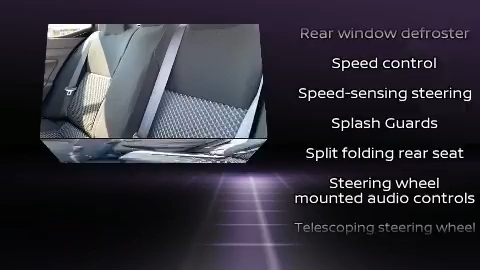 Rear window defroster
Speed control
Speed-sensing steering
Splash Guards
Split folding rear seat
Steering wheel
mounted audio controls
Telescoping steering wheel